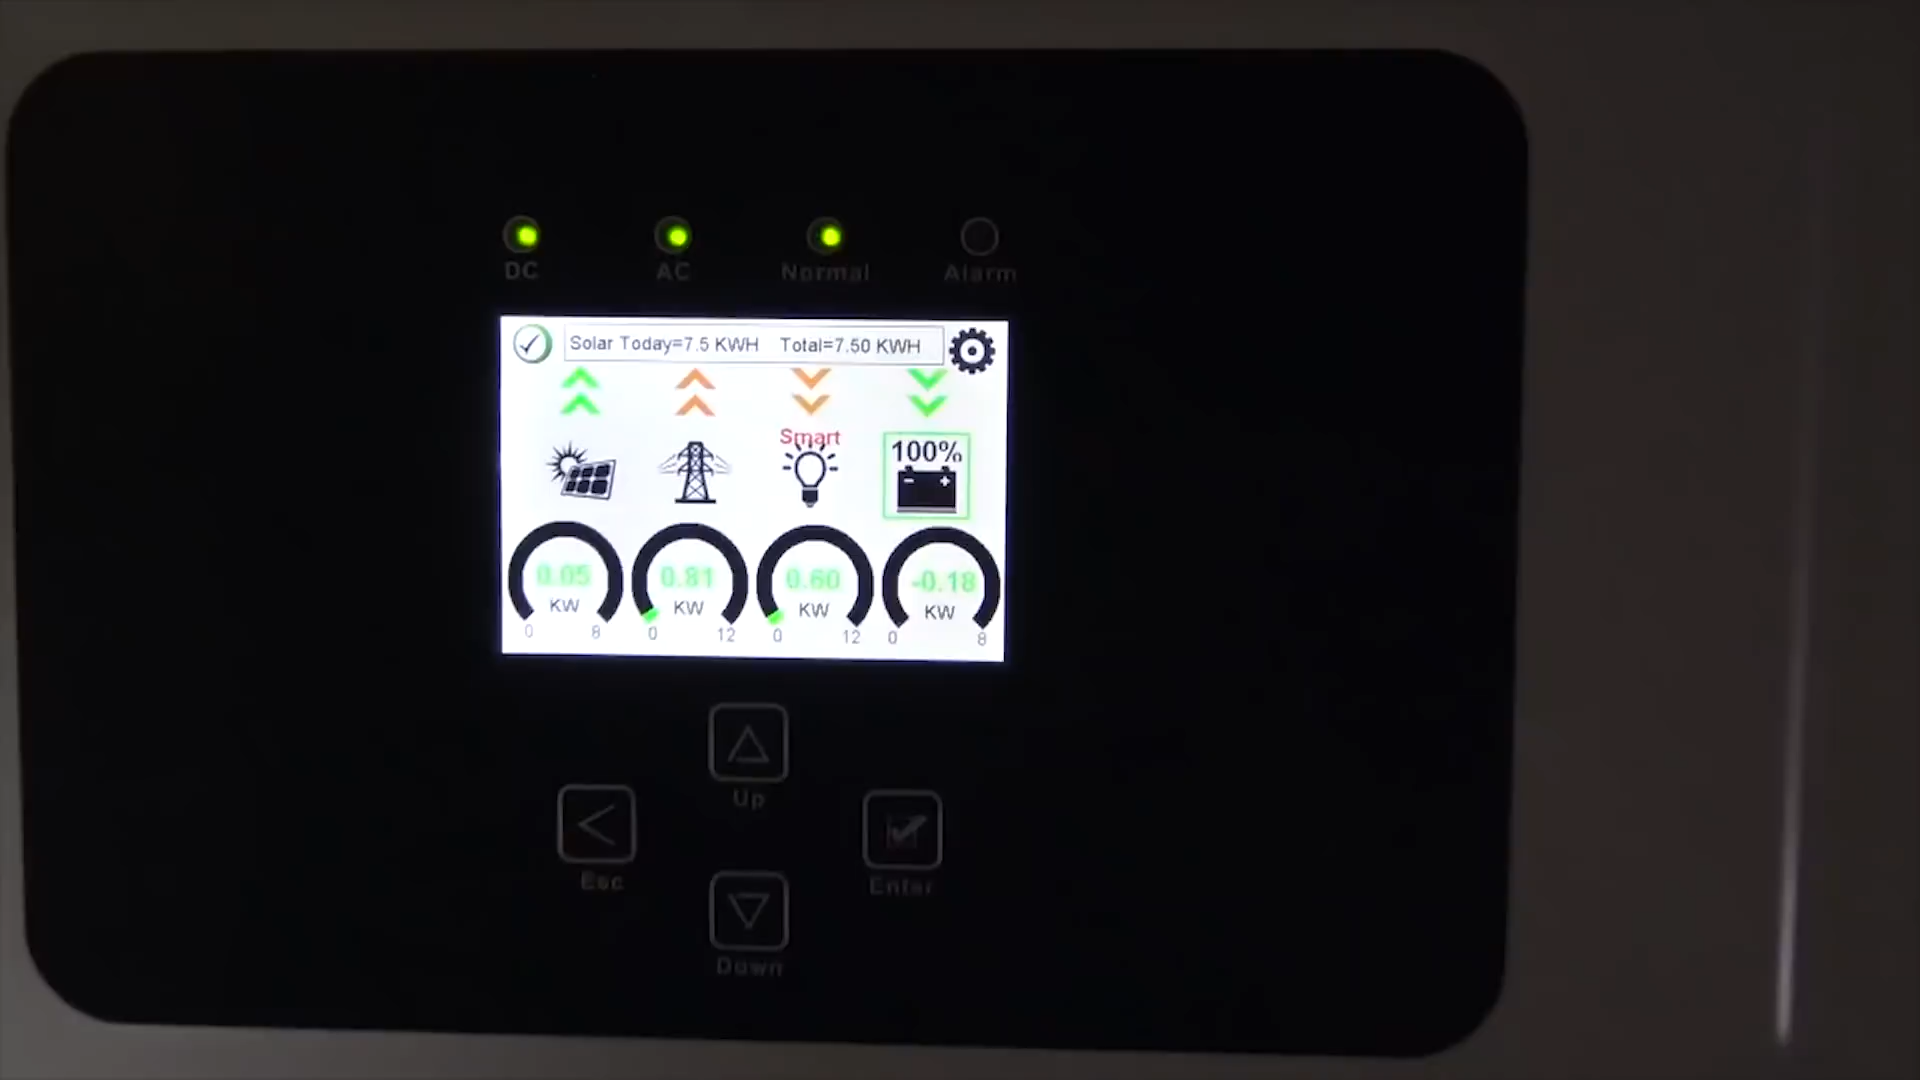 DC AC Normal Alarm
Solar Today=7.5 KWH Total=7.50 KWH
Smart
100%
0.05 0.81 0.60 -0.18
KW KW KW KW
0 8 0 12 0 12 0 8
Up
Esc Enter
Down